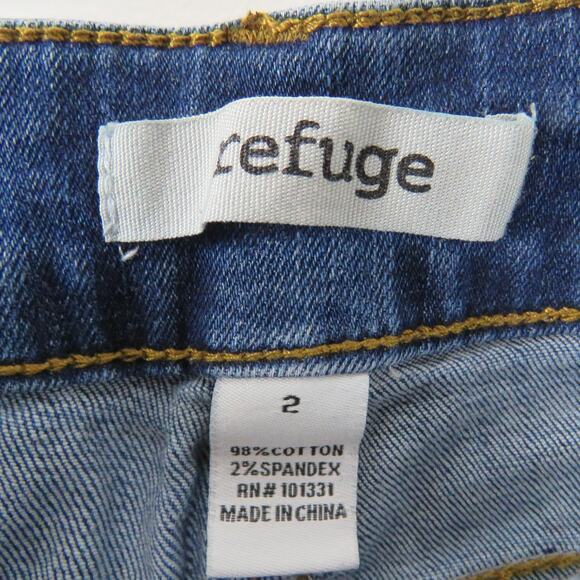 refuge
2
98%COTTON
2%SPANDEX
RN# 101331
MADE IN CHINA